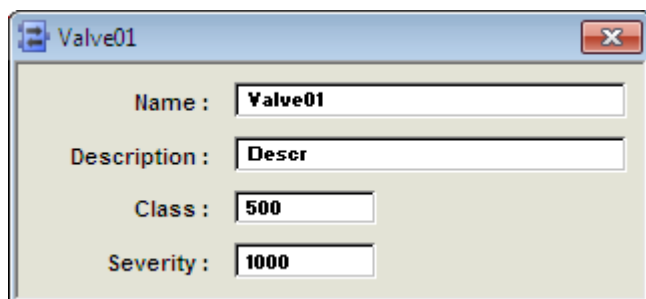 Valve01
Name : Valve01
Description : Descr
Class : 500
Severity : 1000